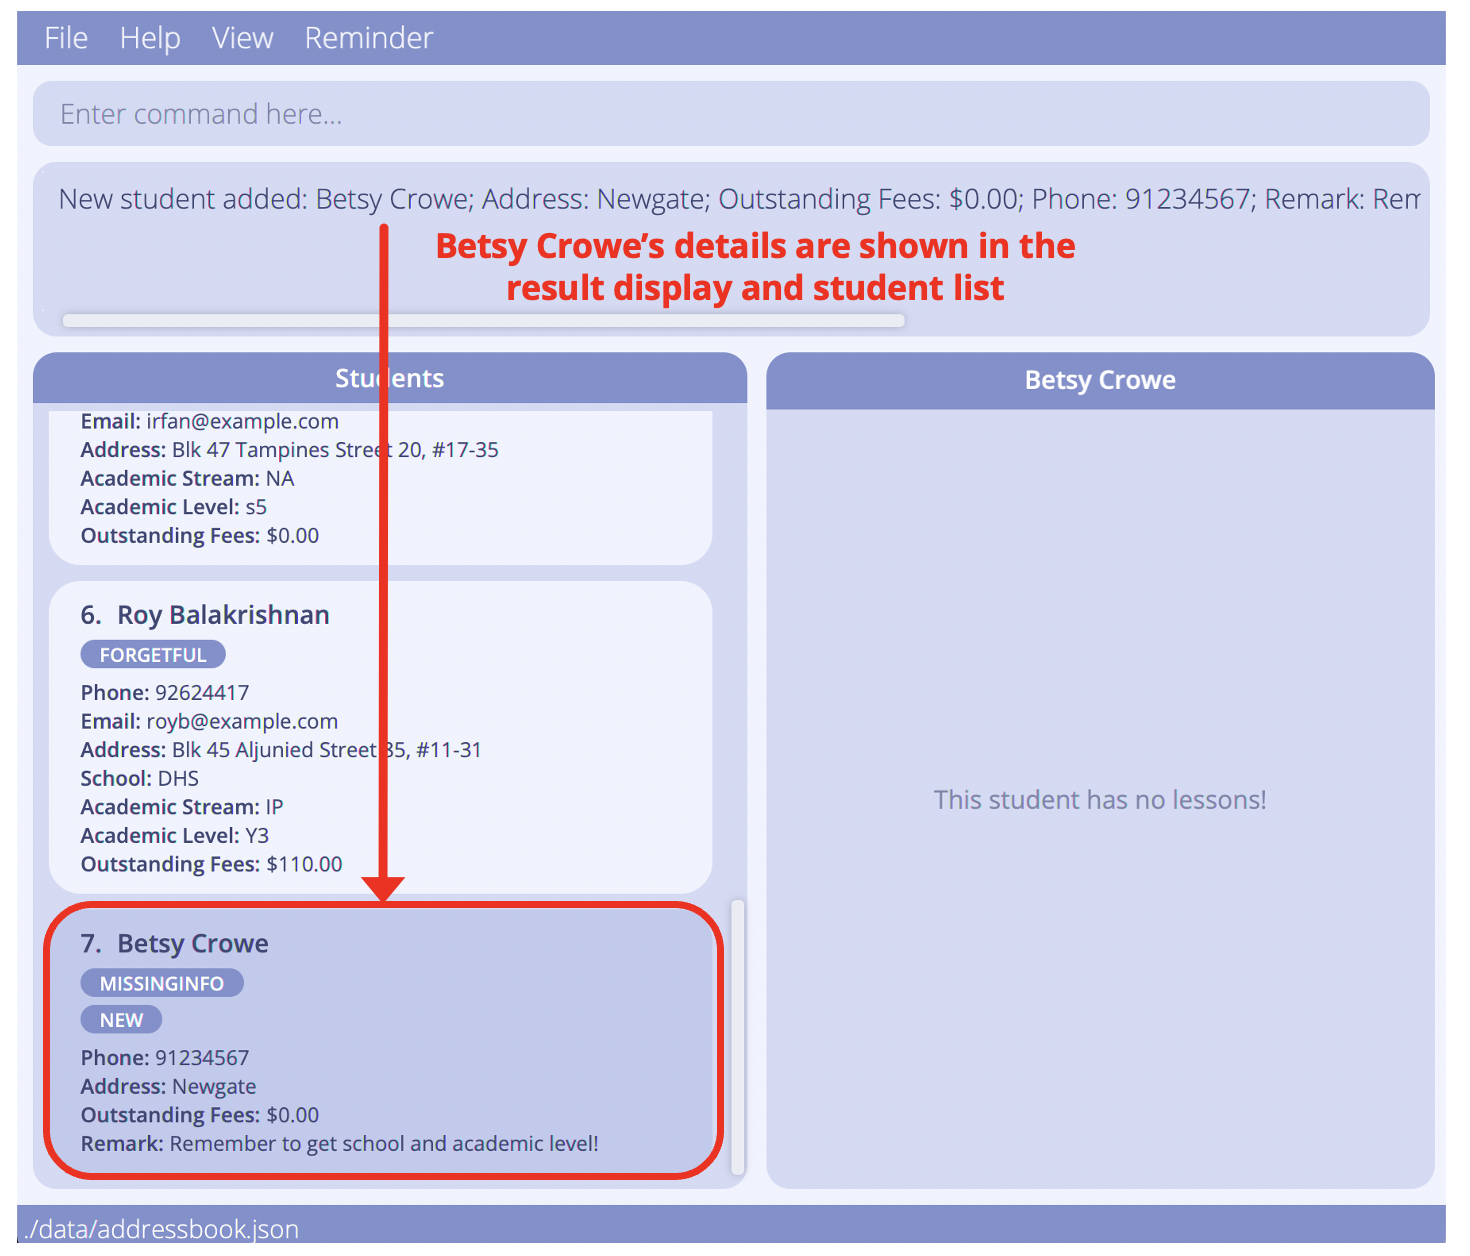 File Help View Reminder
Enter command here...
New student added: Betsy Crowe; Address: Newgate; Outstanding Fees: $0.00; Phone: 91234567; Remark: Rem
Betsy Crowe’s details are shown in the
result display and student list
Students
Email: irfan@example.com
Address: Blk 47 Tampines Street 20, #17-35
Academic Stream: NA
Academic Level: s5
Outstanding Fees: $0.00
6. Roy Balakrishnan
FORGETFUL
Phone: 92624417
Email: royb@example.com
Address: Blk 45 Aljunied Street 85, #11-31
School: DHS
Academic Stream: IP
Academic Level: Y3
Outstanding Fees: $110.00
7. Betsy Crowe
MISSINGINFO
NEW
Phone: 91234567
Address: Newgate
Outstanding Fees: $0.00
Remark: Remember to get school and academic level!
Betsy Crowe
This student has no lessons!
./data/addressbook.json